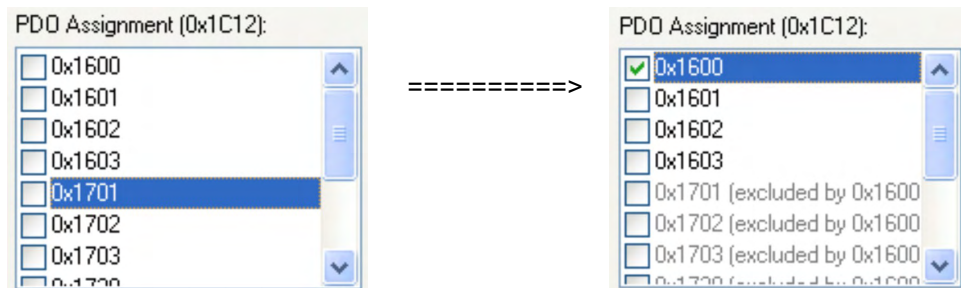 PDO Assignment (0x1C12):
0x1600
0x1601
0x1602
0x1603
0x1701
0x1702
0x1703
==========>
PDO Assignment (0x1C12):
0x1600
0x1601
0x1602
0x1603
0x1701 (excluded by 0x1600
0x1702 (excluded by 0x1600
0x1703 (excluded by 0x1600